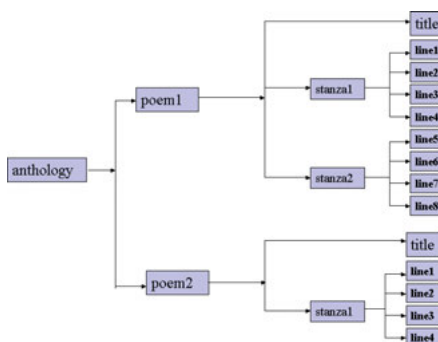 title
line1
line2
poem1
stanza1
line3
line4
line5
line6
anthology
stanza2
line7
line8
title
poem2
line1
line2
stanza1
line3
line4